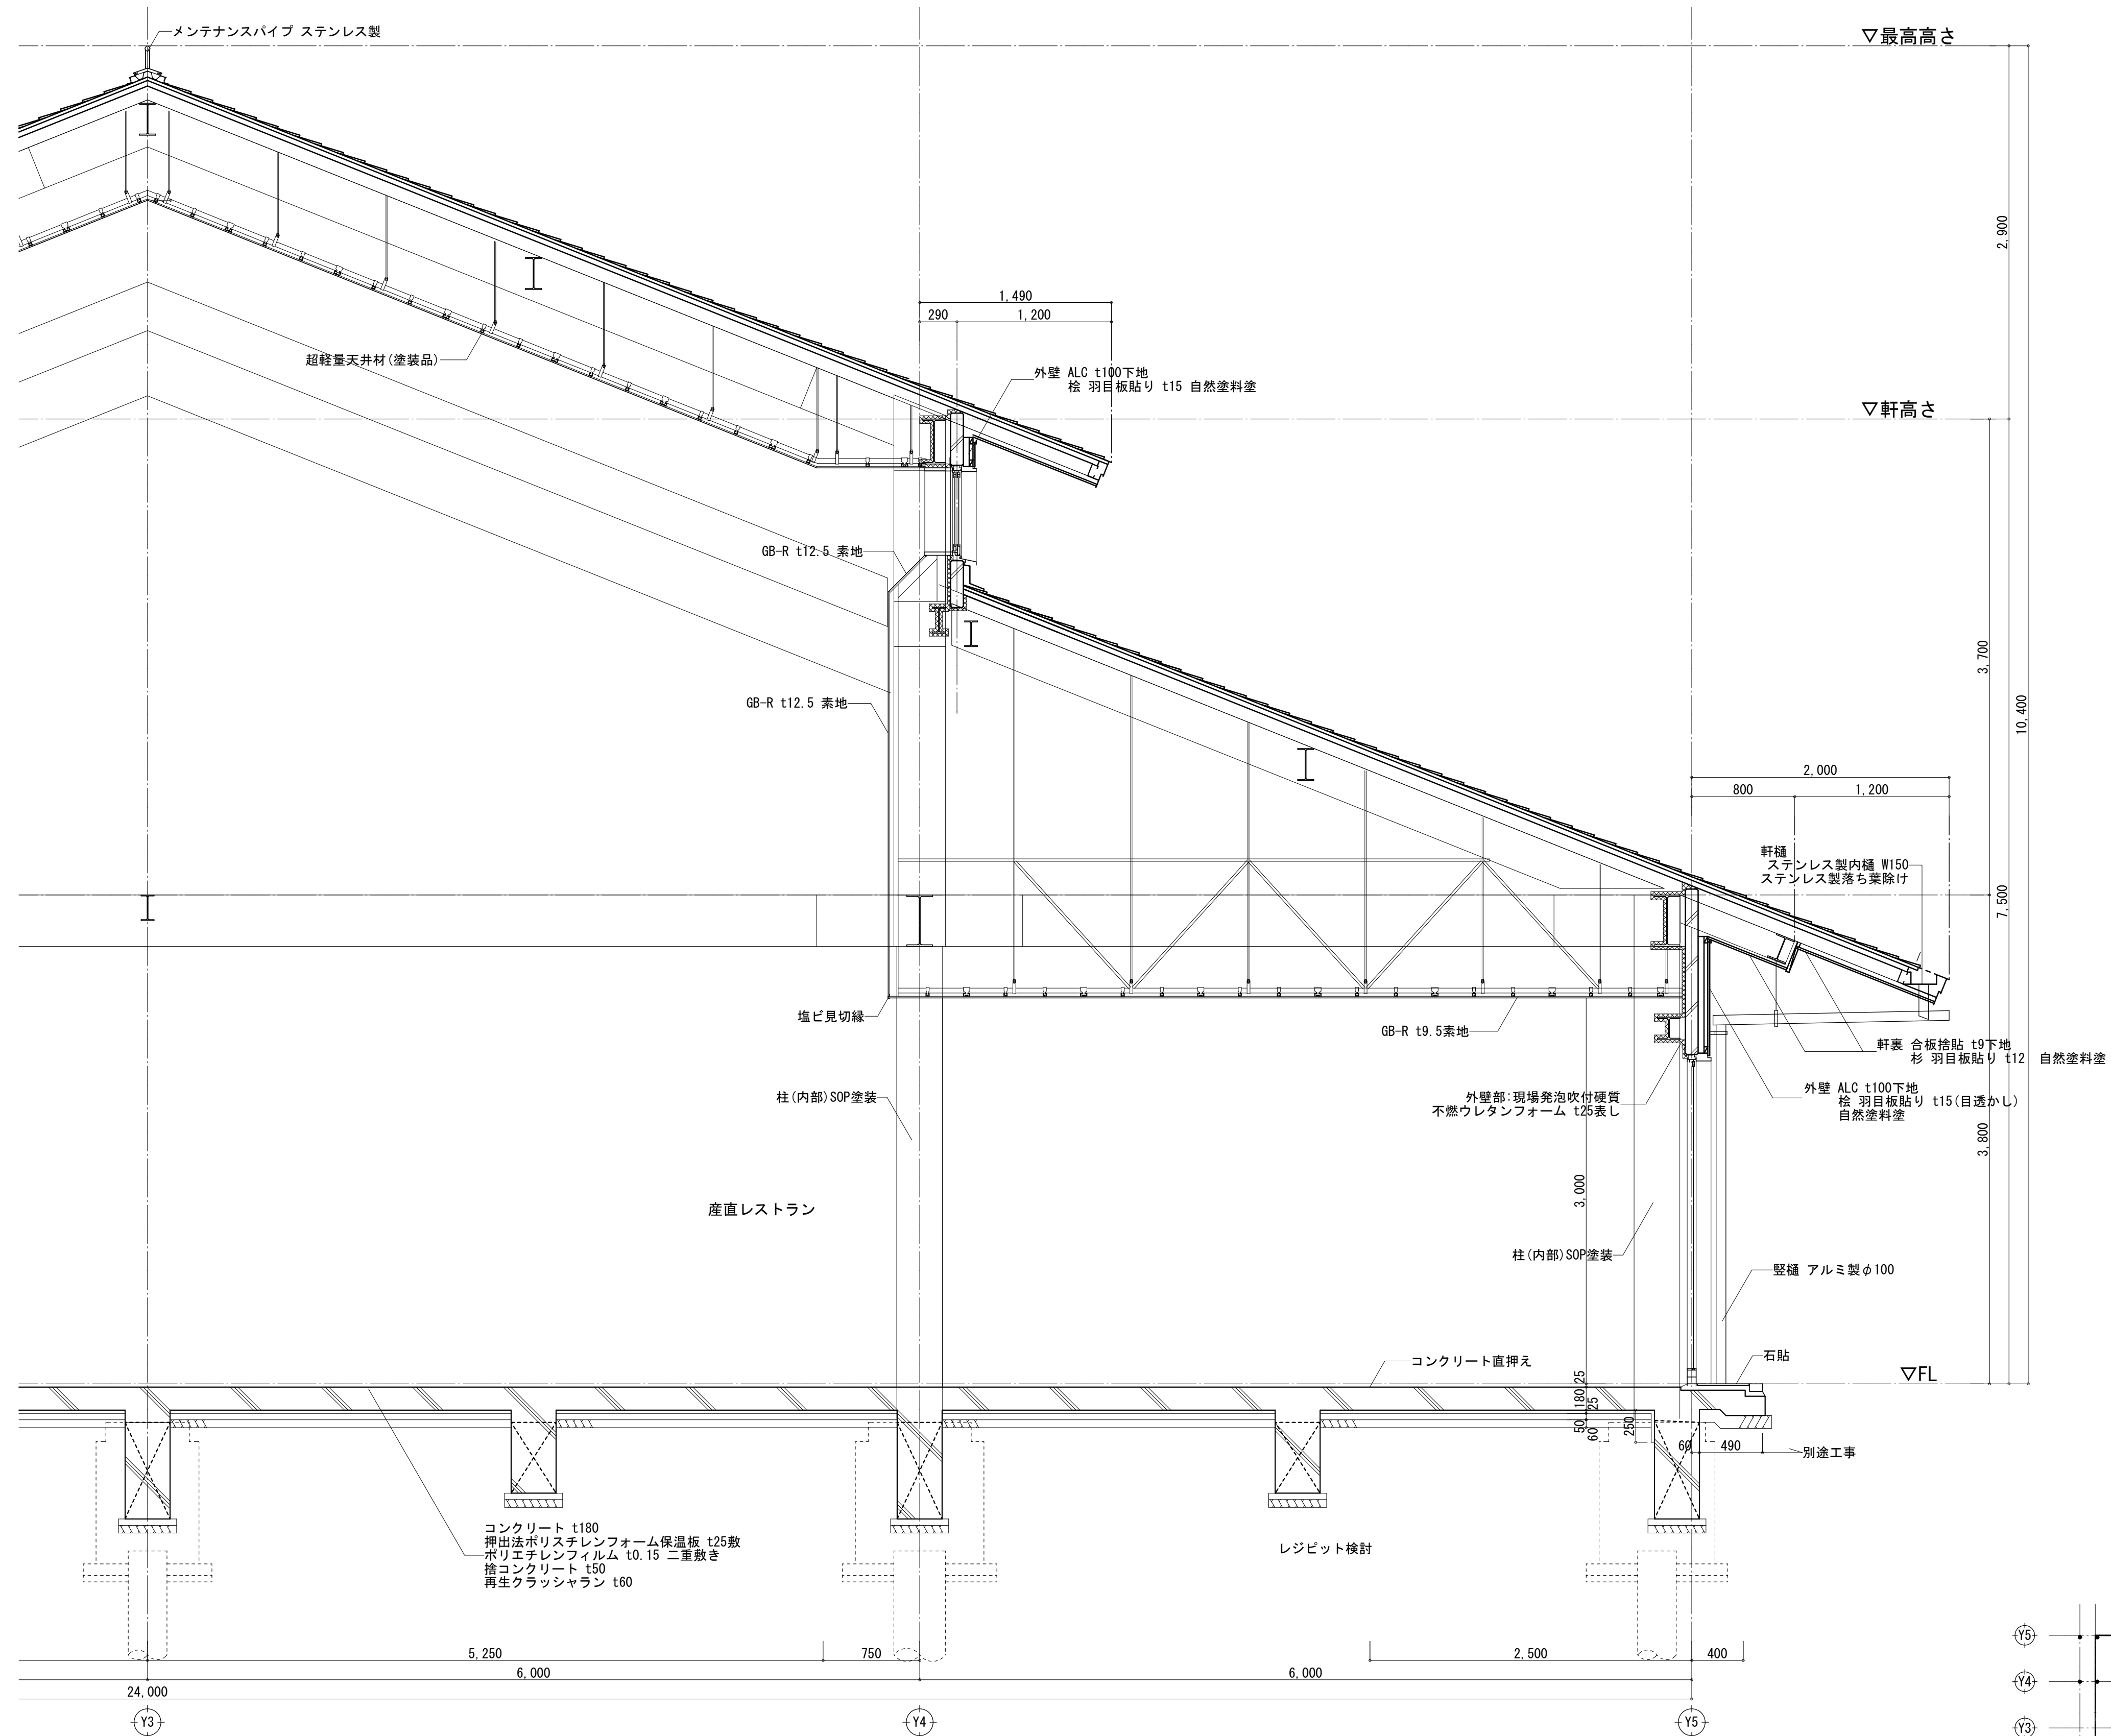 メンテナンスパイプ ステンレス製
▽最高高さ
2,900
1,490
290
1,200
超軽量天井材(塗装品)
外壁 ALC t100下地
桧 羽目板貼り t15 自然塗料塗
▽軒高さ
GB-R t12.5 素地
3,700
GB-R t12.5 素地
10,400
2,000
800
1,200
軒樋
ステンレス製内樋 W150
ステンレス製落ち葉除け
7,500
塩ビ見切縁
GB-R t9.5素地
軒裏 合板捨貼 t9下地
杉 羽目板貼り t12 自然塗料塗
柱(内部)SOP塗装
外壁部:現場発泡吹付硬質
不燃ウレタンフォーム t25表し
外壁 ALC t100下地
桧 羽目板貼り t15(目透かし)
自然塗料塗
3,800
3,000
産直レストラン
柱(内部)SOP塗装
竪樋 アルミ製φ100
コンクリート直押え
石貼
▽FL
25
180
25
50
60
250
60
490
別途工事
コンクリート t180
押出法ポリスチレンフォーム保温板 t25敷
ポリエチレンフィルム t0.15 二重敷き
捨コンクリート t50
再生クラッシャラン t60
レジピット検討
5,250
750
2,500
400
6,000
6,000
24,000
Y3
Y4
Y5
Y5
Y4
Y3